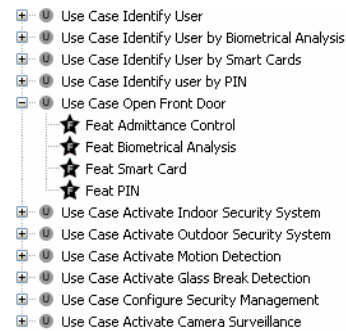 U Use Case Identify User
U Use Case Identify User by Biometrical Analysis
U Use Case Identify User by Smart Cards
U Use Case Identify user by PIN
U Use Case Open Front Door
F Feat Admittance Control
F Feat Biometrical Analysis
F Feat Smart Card
F Feat PIN
U Use Case Activate Indoor Security System
U Use Case Activate Outdoor Security System
U Use Case Activate Motion Detection
U Use Case Activate Glass Break Detection
U Use Case Configure Security Management
U Use Case Activate Camera Surveillance